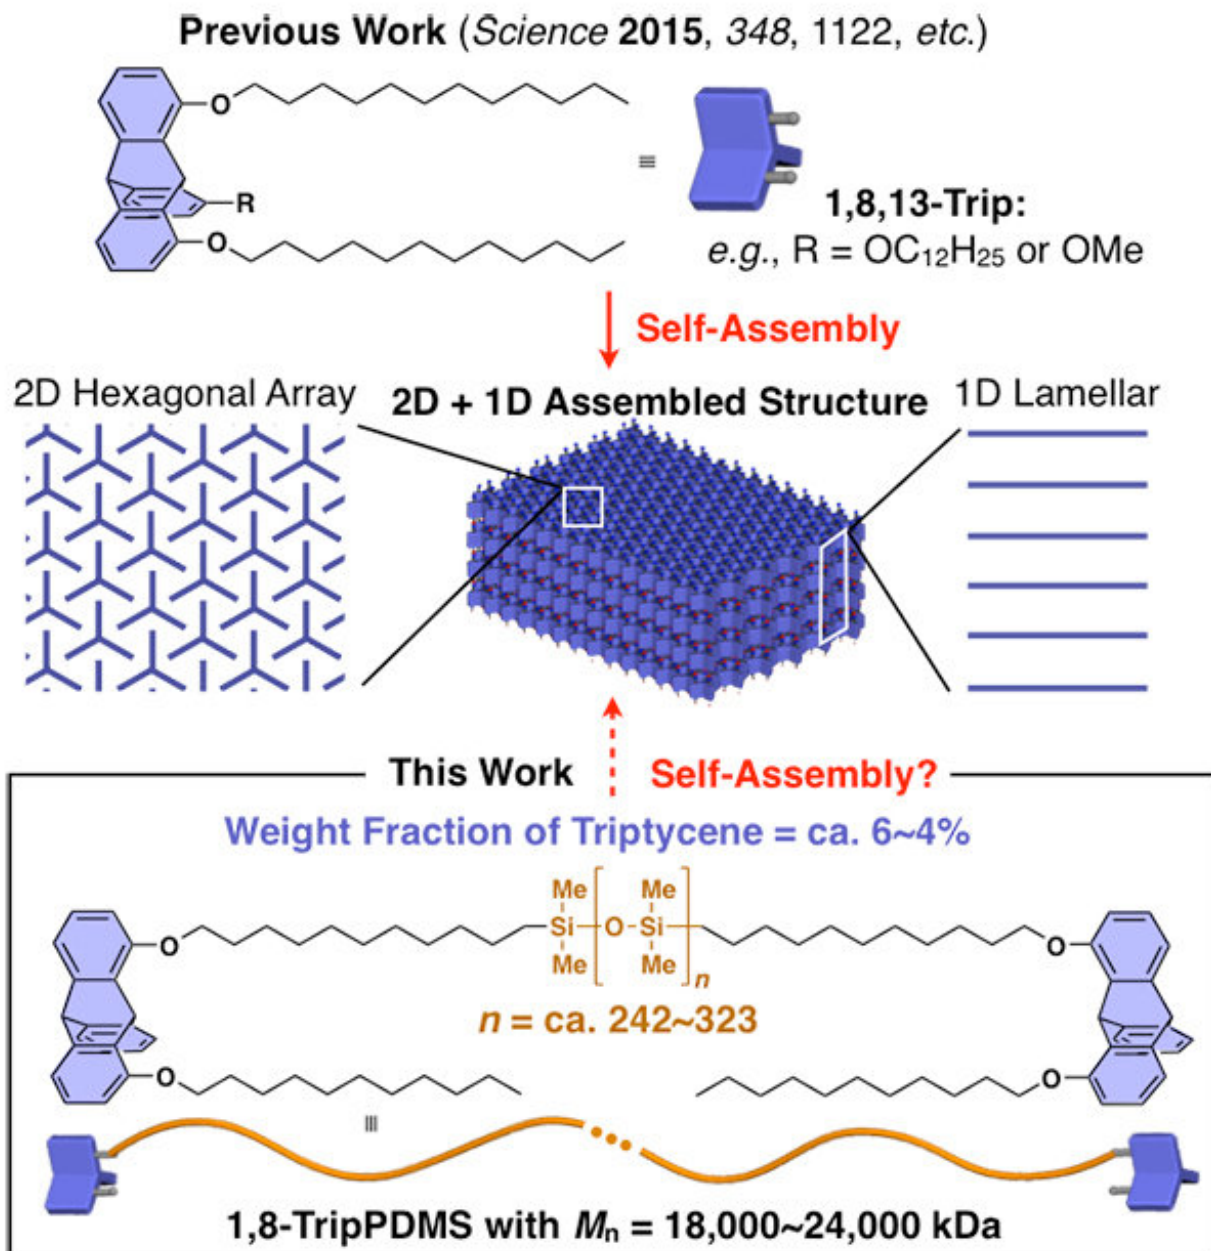 Previous Work (Science 2015, 348, 1122, etc.)
O
R
O
≡
1,8,13-Trip:
e.g., R = OC₁₂H₂₅ or OMe
Self-Assembly
2D Hexagonal Array
2D + 1D Assembled Structure
1D Lamellar
This Work
Self-Assembly?
Weight Fraction of Triptycene = ca. 6~4%
Me Me
O Si O Si O
Me Me n
n = ca. 242~323
O O
≡
1,8-TripPDMS with Mₙ = 18,000~24,000 kDa